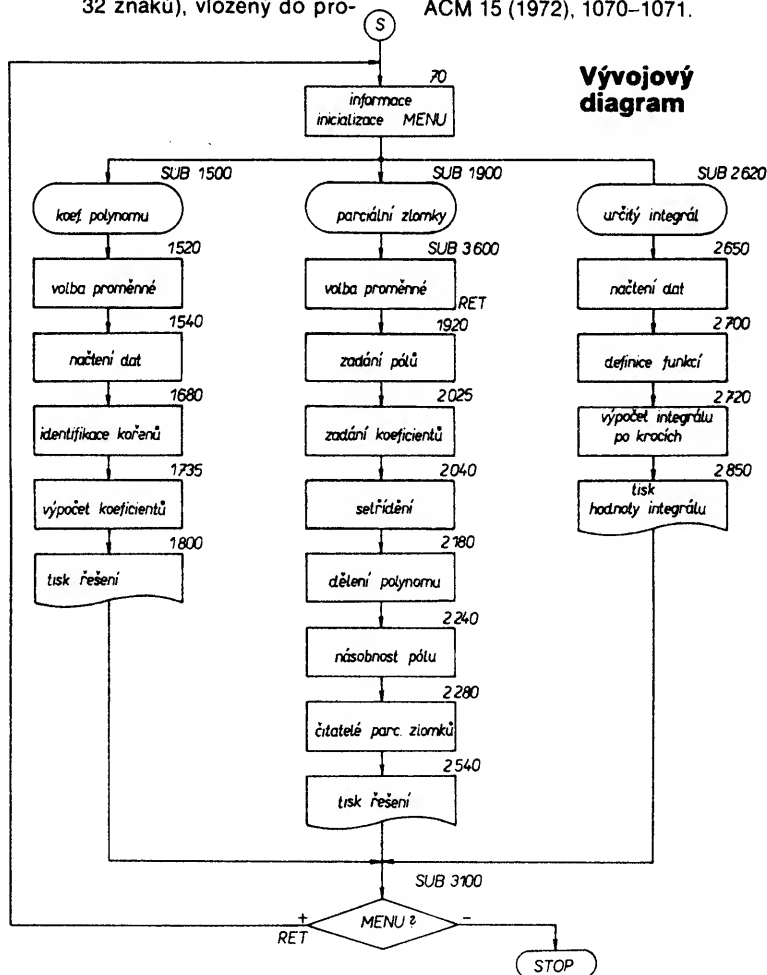 32 znaků), vložený do pro-
ACM 15 (1972), 1070–1071.
S
Vývojový
diagram
70
informace
inicializace MENU
SUB 1500
koef. polynomu
1520
volba proměnné
1540
načtení dat
1680
identifikace kořenů
1735
výpočet koeficientů
1800
tisk řešení
SUB 1900
parciální zlomky
SUB 3600
volba proměnné
RET
1920
zadání pólů
2025
zadání koeficientů
2040
setřídění
2180
dělení polynomu
2240
násobnost pólu
2280
čitatelé parc. zlomků
2540
tisk řešení
SUB 2620
určitý integrál
2650
načtení dat
2700
definice funkcí
2720
výpočet integrálu
po krocích
2850
tisk
hodnoty integrálu
SUB 3100
MENU ?
+
RET
–
STOP